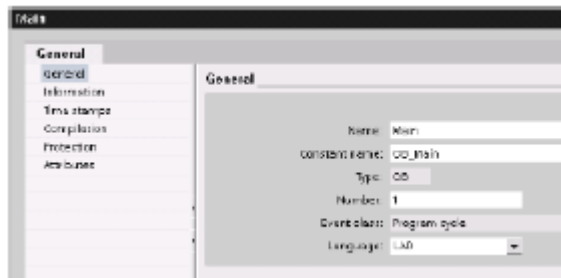 Main
General
General
Information
Time stamps
Compilation
Protection
Attributes
General
Name: Main
Constant name: OB_Main
Type: OB
Number: 1
Event class: Program cycle
Language: LAD